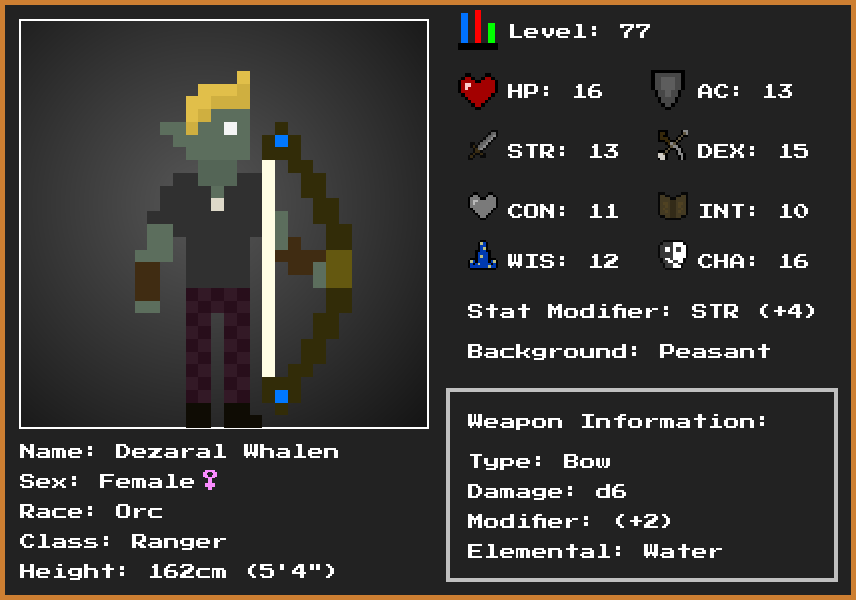 Level: 77
HP: 16 AC: 13
STR: 13 DEX: 15
CON: 11 INT: 10
WIS: 12 CHA: 16
Stat Modifier: STR (+4)
Background: Peasant
Weapon Information:
Type: Bow
Damage: d6
Modifier: (+2)
Elemental: Water
Name: Dezaral Whalen
Sex: Female♀
Race: Orc
Class: Ranger
Height: 162cm (5'4")